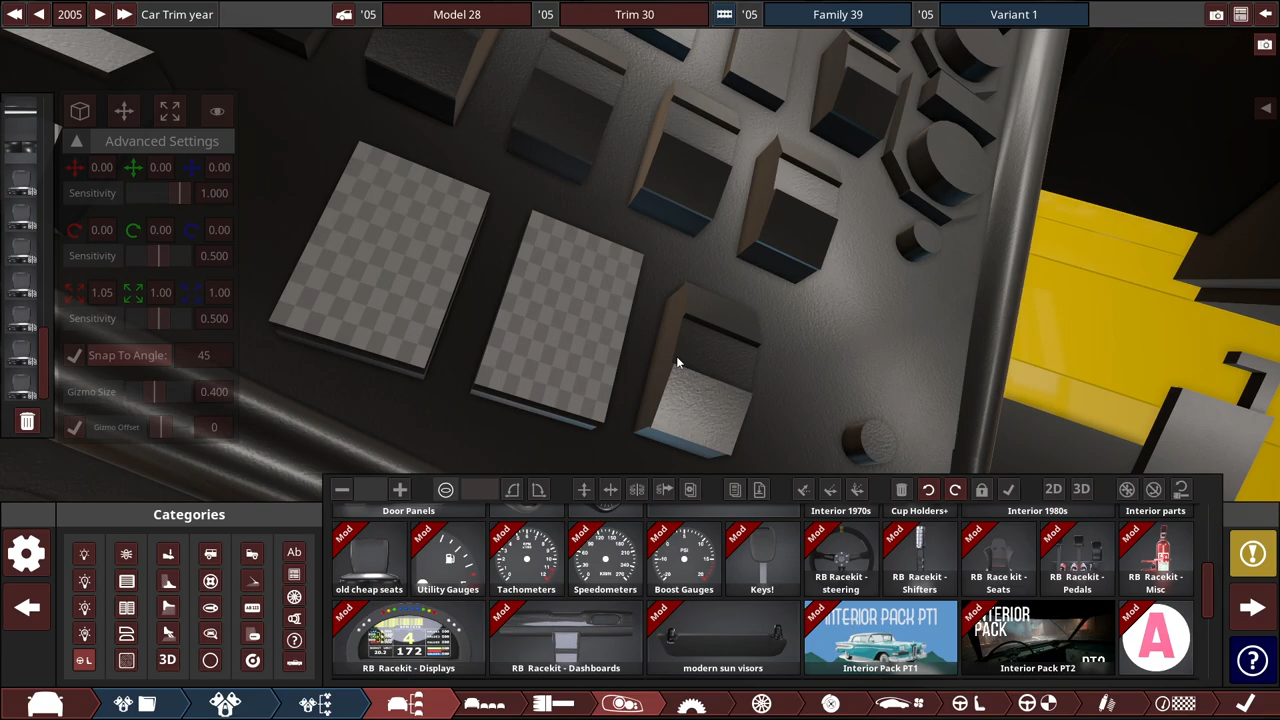 2005 Car Trim year '05 Model 28 '05 Trim 30 '05 Family 39 '05 Variant 1
Advanced Settings
0.00 0.00 0.00
Sensitivity 1.000
0.00 0.00 0.00
Sensitivity 0.500
1.05 1.00 1.00
Sensitivity 0.500
Snap To Angle: 45
Gizmo Size 0.400
Gizmo Offset 0
Categories
Ab
3D
L
2D 3D
Door Panels Interior 1970s Cup Holders+ Interior 1980s Interior parts
Mod Mod Mod Mod Mod Mod Mod Mod Mod Mod Mod
old cheap seats Utility Gauges Tachometers Speedometers Boost Gauges Keys! RB Racekit - steering RB Racekit - Shifters RB Race kit - Seats RB Racekit - Pedals RB Racekit - Misc
Mod Mod Mod Mod Mod Mod
INTERIOR PACK PT1
INTERIOR PACK PT2
4
172
A
RB Racekit - Displays RB Racekit - Dashboards modern sun visors Interior Pack PT1 Interior Pack PT2